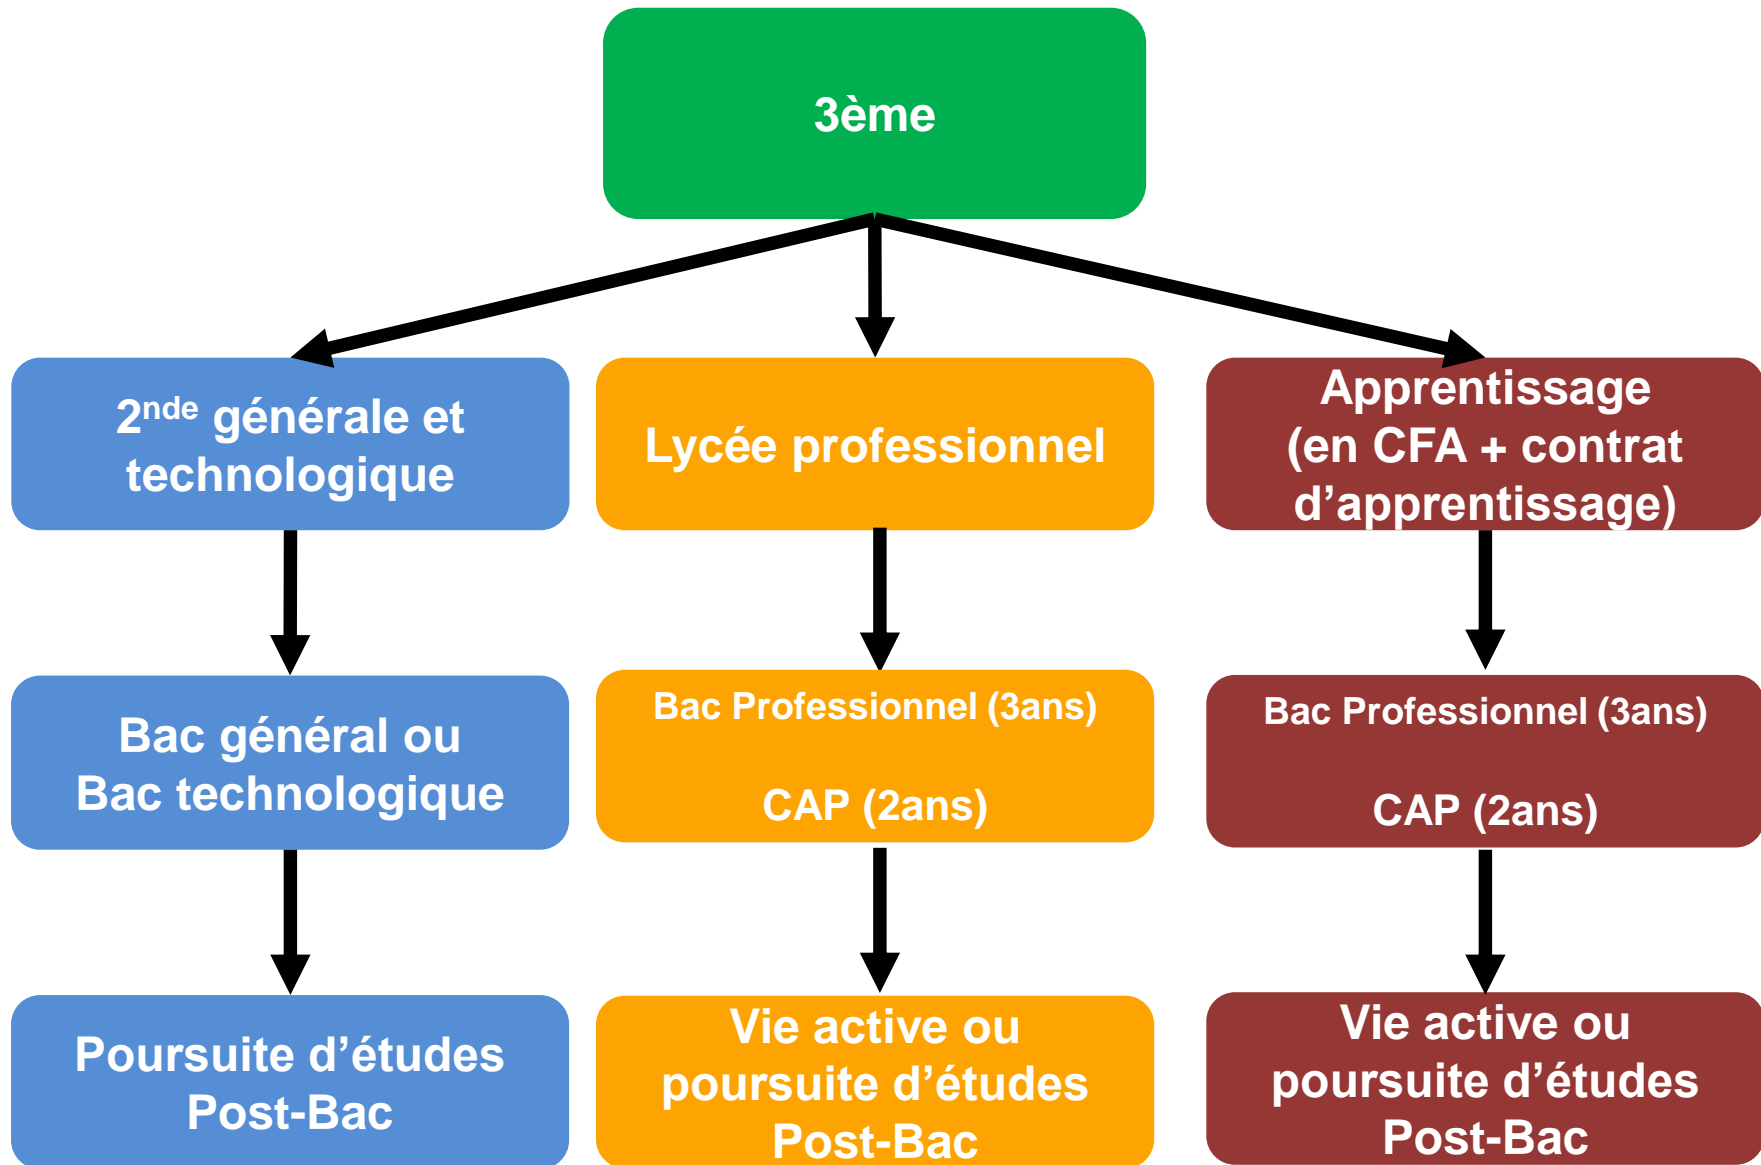 3ème
2nde générale et
technologique
Lycée professionnel
Apprentissage
(en CFA + contrat
d’apprentissage)
Bac général ou
Bac technologique
Bac Professionnel (3ans)
CAP (2ans)
Bac Professionnel (3ans)
CAP (2ans)
Poursuite d’études
Post-Bac
Vie active ou
poursuite d’études
Post-Bac
Vie active ou
poursuite d’études
Post-Bac